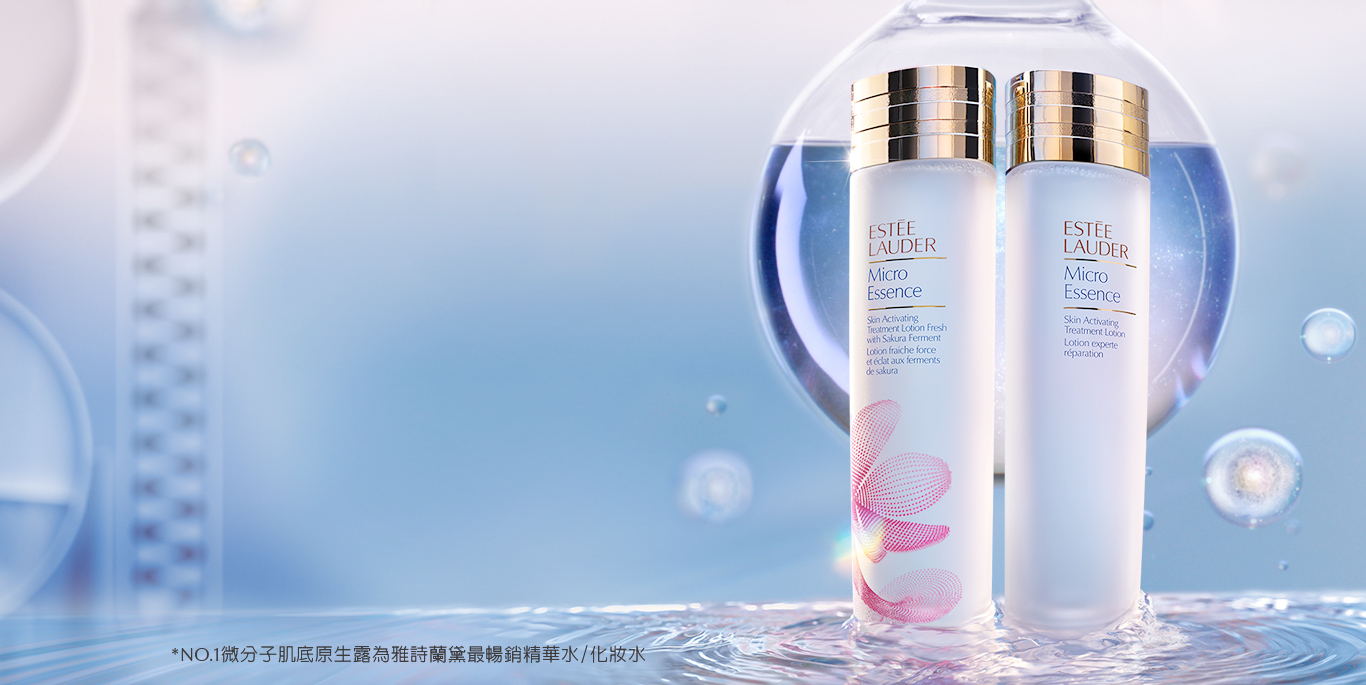 ESTĒE
LAUDER
Micro
Essence
Skin Activating
Treatment Lotion Fresh
with Sakura Ferment
Lotion fraîche force
et éclat aux ferments
de sakura
ESTĒE
LAUDER
Micro
Essence
Skin Activating
Treatment Lotion
Lotion experte
réparation
*NO.1微分子肌底原生露為雅詩蘭黛最暢銷精華水/化妝水